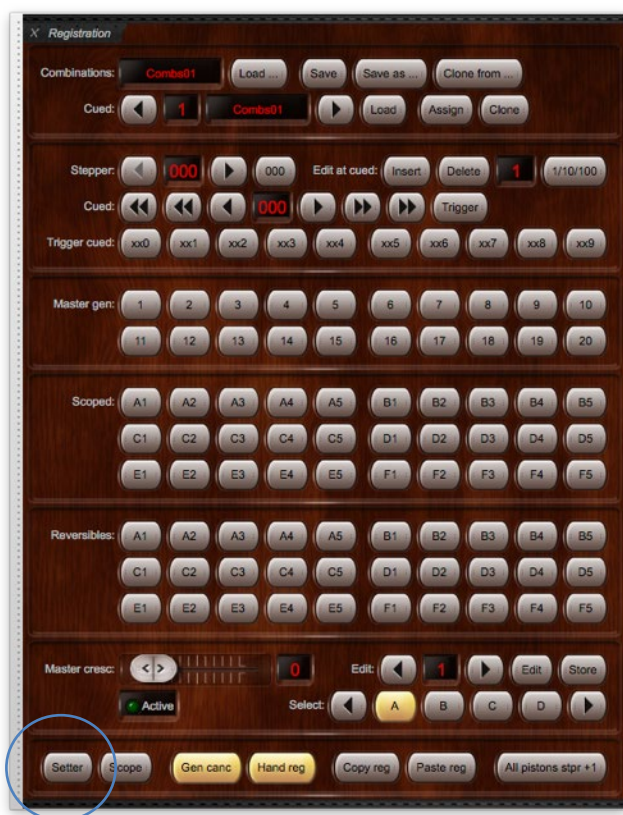 X Registration
Combinations: Combs01 Load ... Save Save as ... Clone from ...
Cued: 1 Combs01 Load Assign Clone
Stepper: 000 000 Edit at cued: Insert Delete 1 1/10/100
Cued: 000 Trigger
Trigger cued: xx0 xx1 xx2 xx3 xx4 xx5 xx6 xx7 xx8 xx9
Master gen: 1 2 3 4 5 6 7 8 9 10
11 12 13 14 15 16 17 18 19 20
Scoped: A1 A2 A3 A4 A5 B1 B2 B3 B4 B5
C1 C2 C3 C4 C5 D1 D2 D3 D4 D5
E1 E2 E3 E4 E5 F1 F2 F3 F4 F5
Reversibles: A1 A2 A3 A4 A5 B1 B2 B3 B4 B5
C1 C2 C3 C4 C5 D1 D2 D3 D4 D5
E1 E2 E3 E4 E5 F1 F2 F3 F4 F5
Master cresc: < > 0 Edit: 1 Edit Store
Active Select: A B C D
Setter Scope Gen canc Hand reg Copy reg Paste reg All pistons stpr +1